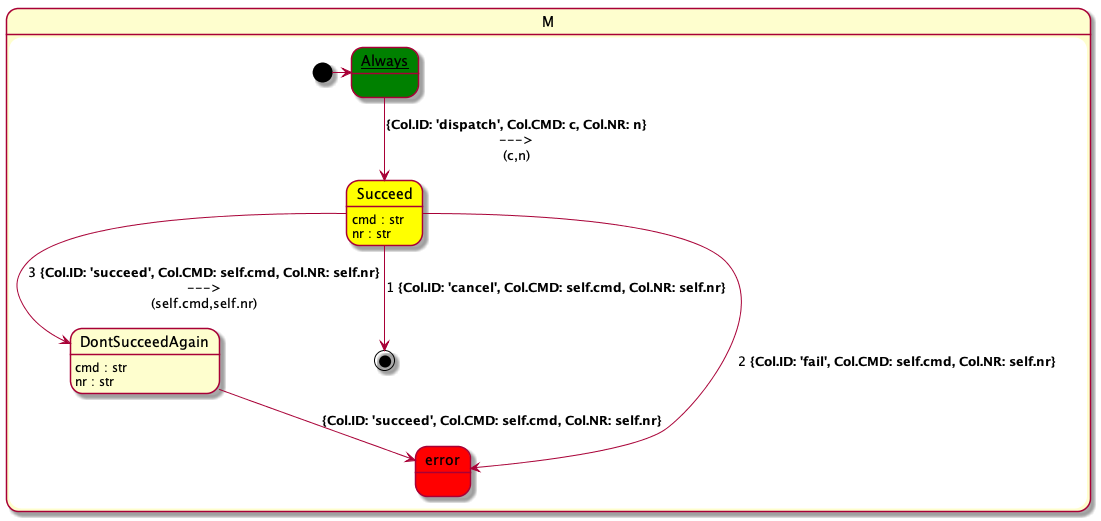 M
Always
{Col.ID: 'dispatch', Col.CMD: c, Col.NR: n}
--->
(c,n)
Succeed
cmd : str
nr : str
3 {Col.ID: 'succeed', Col.CMD: self.cmd, Col.NR: self.nr}
--->
(self.cmd,self.nr)
1 {Col.ID: 'cancel', Col.CMD: self.cmd, Col.NR: self.nr}
DontSucceedAgain
cmd : str
nr : str
2 {Col.ID: 'fail', Col.CMD: self.cmd, Col.NR: self.nr}
{Col.ID: 'succeed', Col.CMD: self.cmd, Col.NR: self.nr}
error